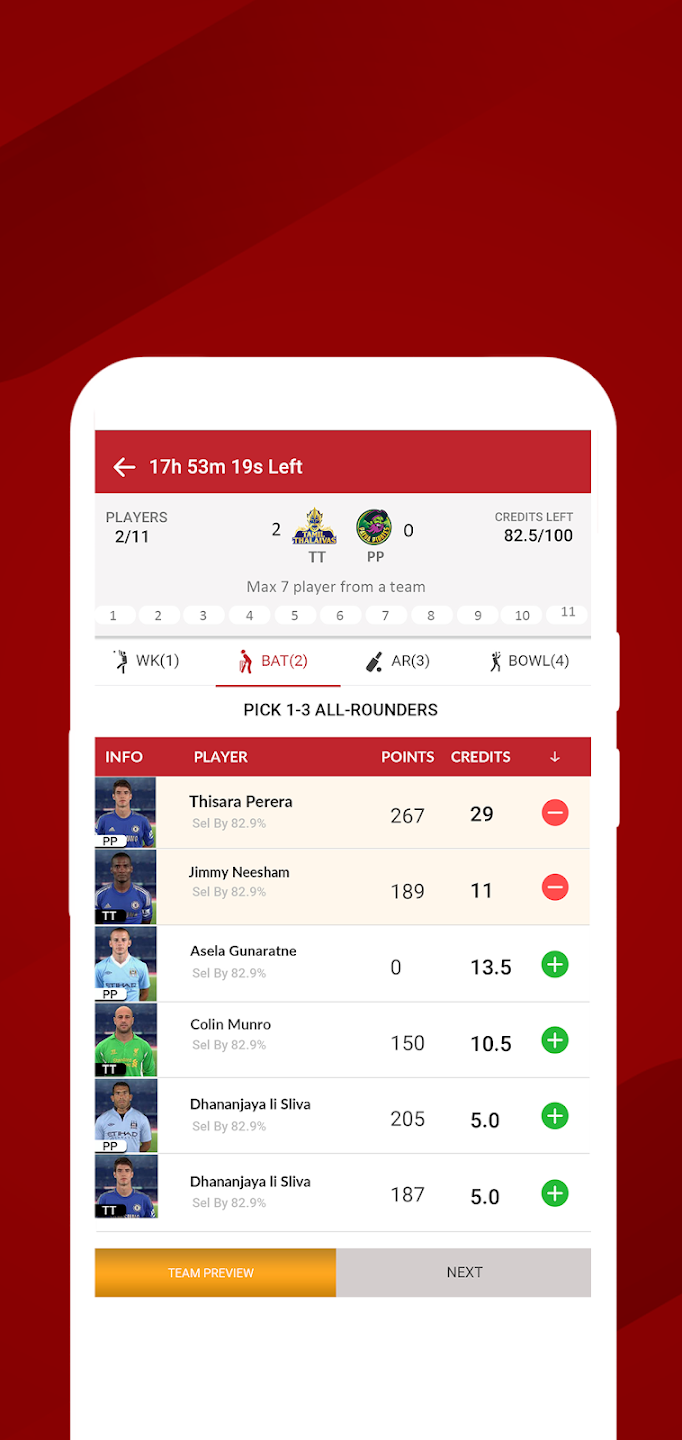 17h 53m 19s Left
PLAYERS
2/11
2
TAMIL
THALAIVAS
TT
PP
0
CREDITS LEFT
82.5/100
Max 7 player from a team
1 2 3 4 5 6 7 8 9 10 11
WK(1) BAT(2) AR(3) BOWL(4)
PICK 1-3 ALL-ROUNDERS
INFO PLAYER POINTS CREDITS ↓
PP
Thisara Perera
Sel By 82.9%
267 29
TT
Jimmy Neesham
Sel By 82.9%
189 11
PP
Asela Gunaratne
Sel By 82.9%
0 13.5
TT
Colin Munro
Sel By 82.9%
150 10.5
PP
Dhananjaya li Sliva
Sel By 82.9%
205 5.0
TT
Dhananjaya li Sliva
Sel By 82.9%
187 5.0
TEAM PREVIEW NEXT